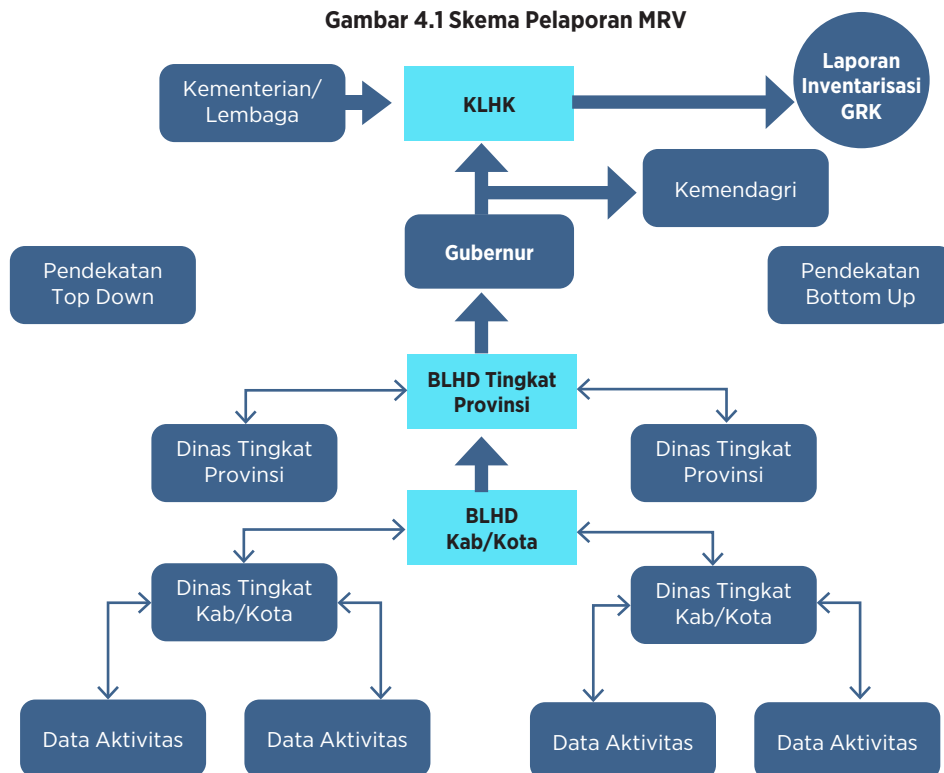 Gambar 4.1 Skema Pelaporan MRV
Kementerian/
Lembaga
KLHK
Laporan
Inventarisasi
GRK
Kemendagri
Gubernur
Pendekatan
Top Down
Pendekatan
Bottom Up
BLHD Tingkat
Provinsi
Dinas Tingkat
Provinsi
Dinas Tingkat
Provinsi
BLHD
Kab/Kota
Dinas Tingkat
Kab/Kota
Dinas Tingkat
Kab/Kota
Data Aktivitas
Data Aktivitas
Data Aktivitas
Data Aktivitas